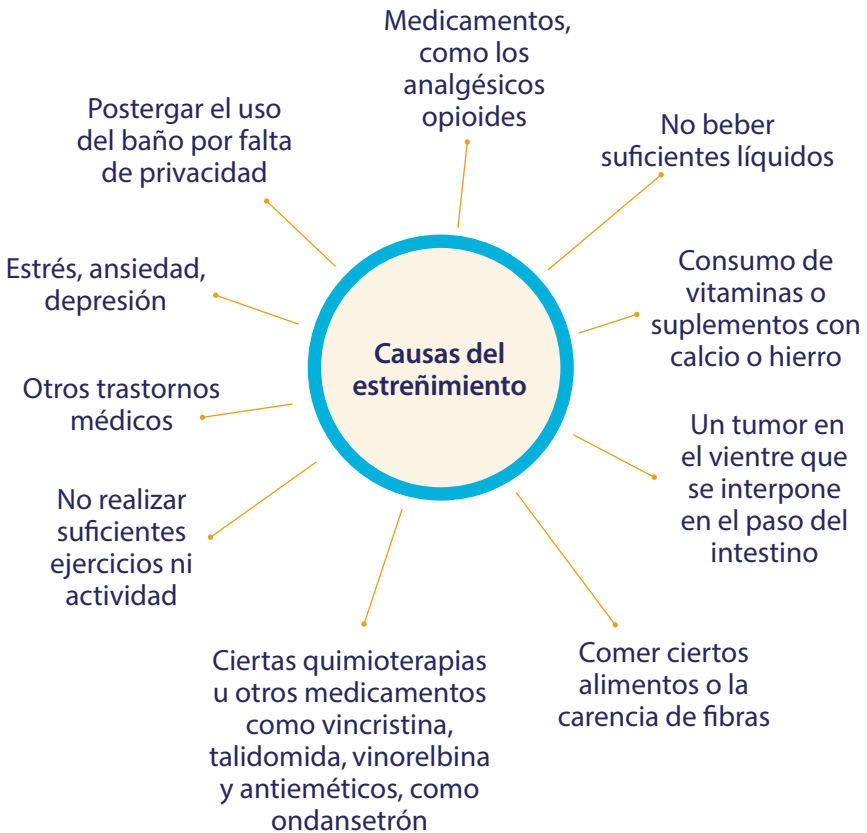 Medicamentos,
como los
analgésicos
opioides
No beber
suficientes líquidos
Consumo de
vitaminas o
suplementos con
calcio o hierro
Un tumor en
el vientre que
se interpone
en el paso del
intestino
Comer ciertos
alimentos o la
carencia de fibras
Ciertas quimioterapias
u otros medicamentos
como vincristina,
talidomida, vinorelbina
y antieméticos, como
ondansetrón
No realizar
suficientes
ejercicios ni
actividad
Otros trastornos
médicos
Estrés, ansiedad,
depresión
Postergar el uso
del baño por falta
de privacidad
Causas del
estreñimiento